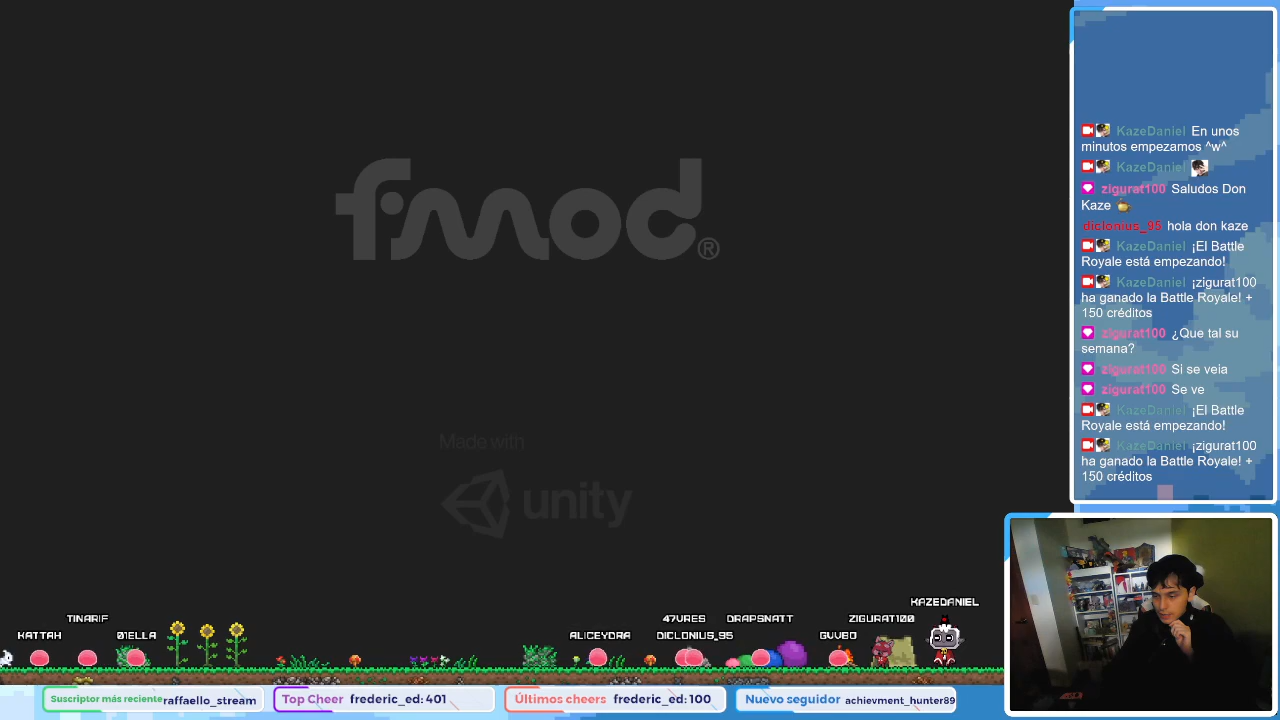 fmod®
Made with
unity
KazeDaniel En unos
minutos empezamos ^w^
KazeDaniel
zigurat100 Saludos Don
Kaze
diclonius_95 hola don kaze
KazeDaniel ¡El Battle
Royale está empezando!
KazeDaniel ¡zigurat100
ha ganado la Battle Royale! +
150 créditos
zigurat100 ¿Que tal su
semana?
zigurat100 Si se veia
zigurat100 Se ve
KazeDaniel ¡El Battle
Royale está empezando!
KazeDaniel ¡zigurat100
ha ganado la Battle Royale! +
150 créditos
KAZEDANIEL
TINARIF
47URES
DRAPSNATT
ZIGURAT100
KATTAH
01ELLA
ALICEYDRA
DICLONIUS_95
GUVBO
Suscriptor más reciente raffaello_stream
Top Cheer frederic_ed: 401
Últimos cheers frederic_ed: 100
Nuevo seguidor achievment_hunter89